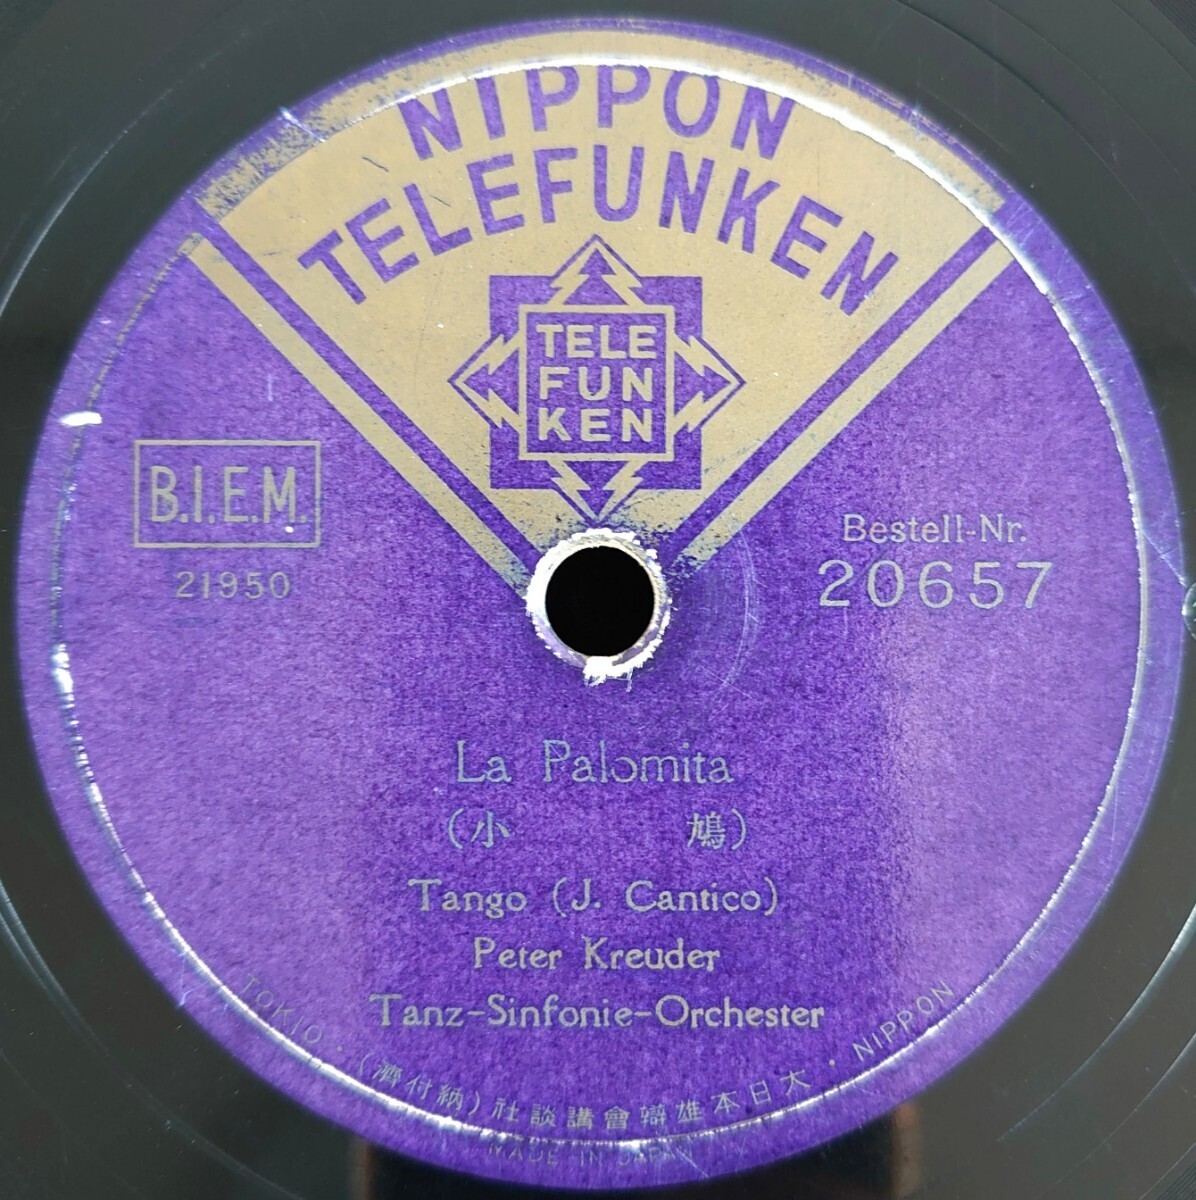 NIPPON
TELEFUNKEN
TELE
FUN
KEN
B.I.E.M.
21950
Bestell-Nr.
20657
La Palomita
(小鳩)
Tango (J. Cantico)
Peter Kreuder
Tanz-Sinfonie-Orchester
TOKIO・(濟付納)社談講會辯雄本日大・NIPPON
MADE IN JAPAN